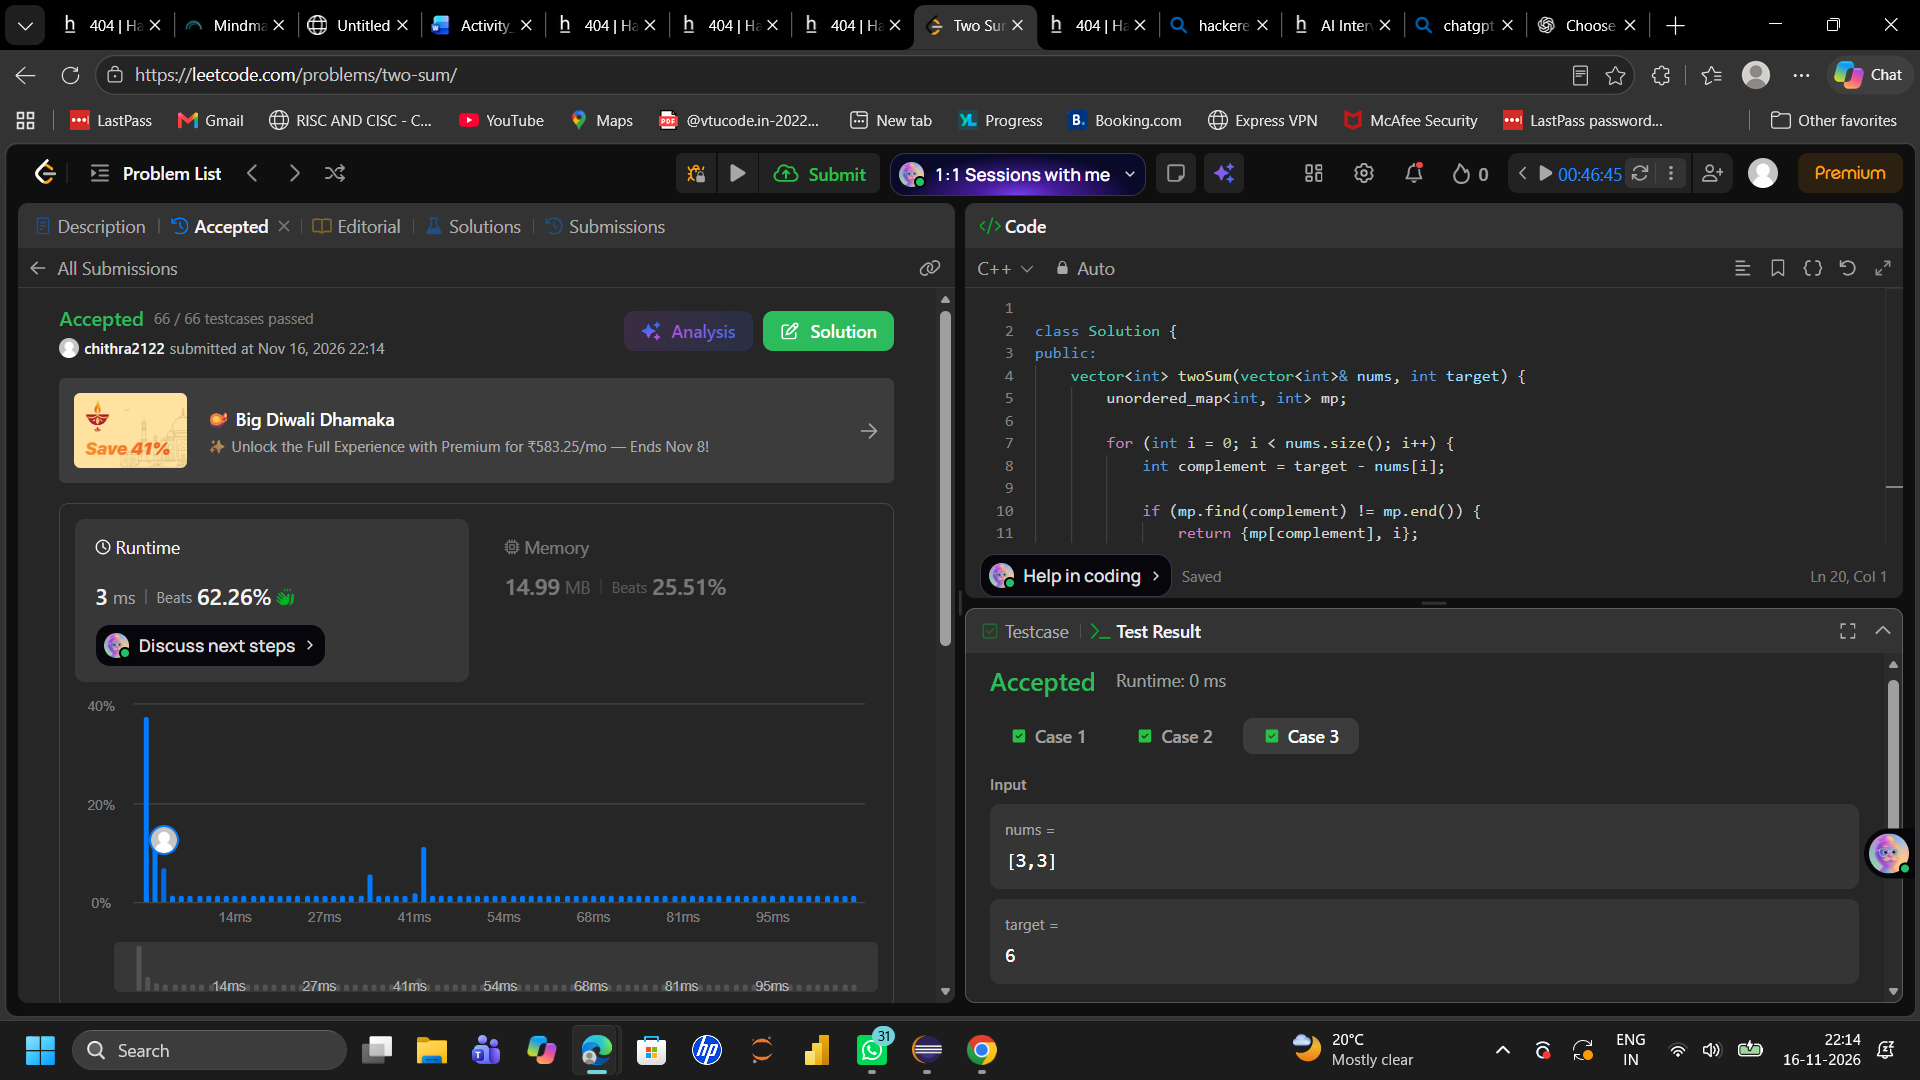 404 | Ha
Mindma
Untitled
Activity_
404 | Ha
404 | Ha
404 | Ha
Two Sur
404 | Ha
hackere
AI Inter
chatgpt
Choose
https://leetcode.com/problems/two-sum/
Chat
LastPass
Gmail
RISC AND CISC - C...
YouTube
Maps
@vtucode.in-2022...
New tab
Progress
Booking.com
Express VPN
McAfee Security
LastPass password...
Other favorites
Problem List
Submit
1:1 Sessions with me
0
00:46:45
Premium
Description
Accepted
Editorial
Solutions
Submissions
All Submissions
Accepted 66 / 66 testcases passed
chithra2122 submitted at Nov 16, 2026 22:14
Analysis
Solution
Save 41%
Big Diwali Dhamaka
Unlock the Full Experience with Premium for ₹583.25/mo — Ends Nov 8!
Runtime
3 ms | Beats 62.26%
Discuss next steps
Memory
14.99 MB | Beats 25.51%
40%
20%
0%
14ms 27ms 41ms 54ms 68ms 81ms 95ms
14ms 27ms 41ms 54ms 68ms 81ms 95ms
</> Code
C++
Auto
1
2 class Solution {
3 public:
4 vector<int> twoSum(vector<int>& nums, int target) {
5 unordered_map<int, int> mp;
6
7 for (int i = 0; i < nums.size(); i++) {
8 int complement = target - nums[i];
9
10 if (mp.find(complement) != mp.end()) {
11 return {mp[complement], i};
Help in coding
Saved
Ln 20, Col 1
Testcase
Test Result
Accepted Runtime: 0 ms
Case 1
Case 2
Case 3
Input
nums =
[3,3]
target =
6
Search
31
20°C
Mostly clear
ENG
IN
22:14
16-11-2026